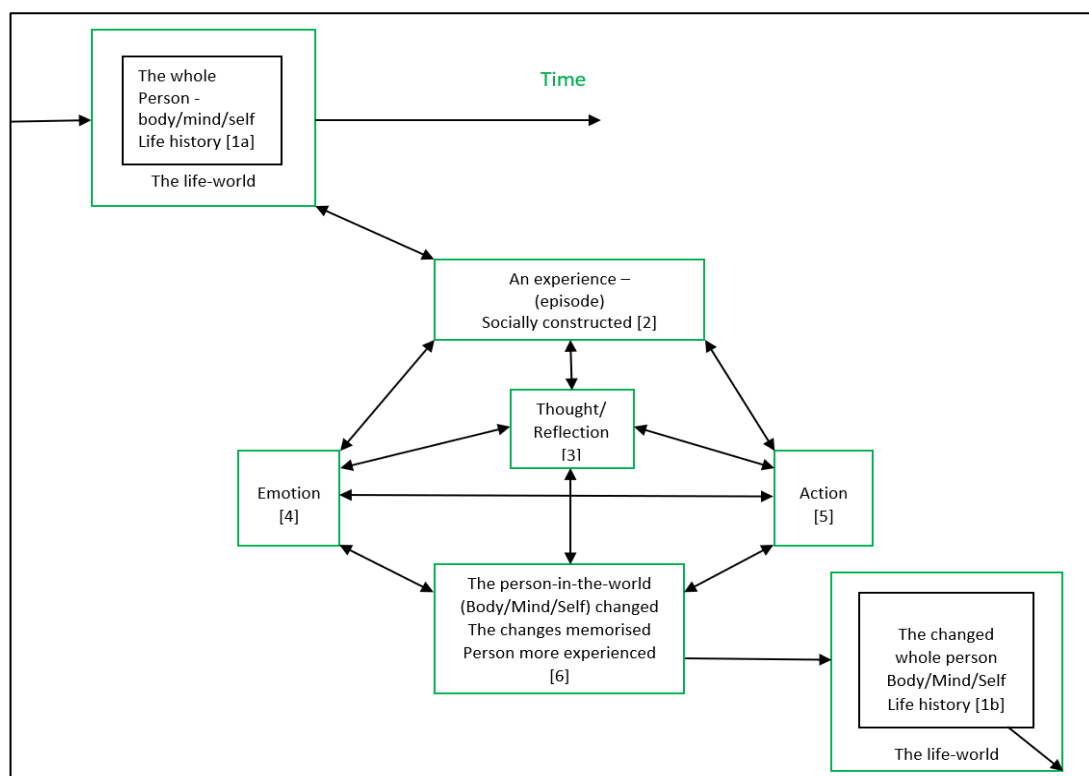 The whole
Person -
body/mind/self
Life history [1a]
The life-world
Time
An experience –
(episode)
Socially constructed [2]
Thought/
Reflection
[3]
Emotion
[4]
Action
[5]
The person-in-the-world
(Body/Mind/Self) changed
The changes memorised
Person more experienced
[6]
The changed
whole person
Body/Mind/Self
Life history [1b]
The life-world